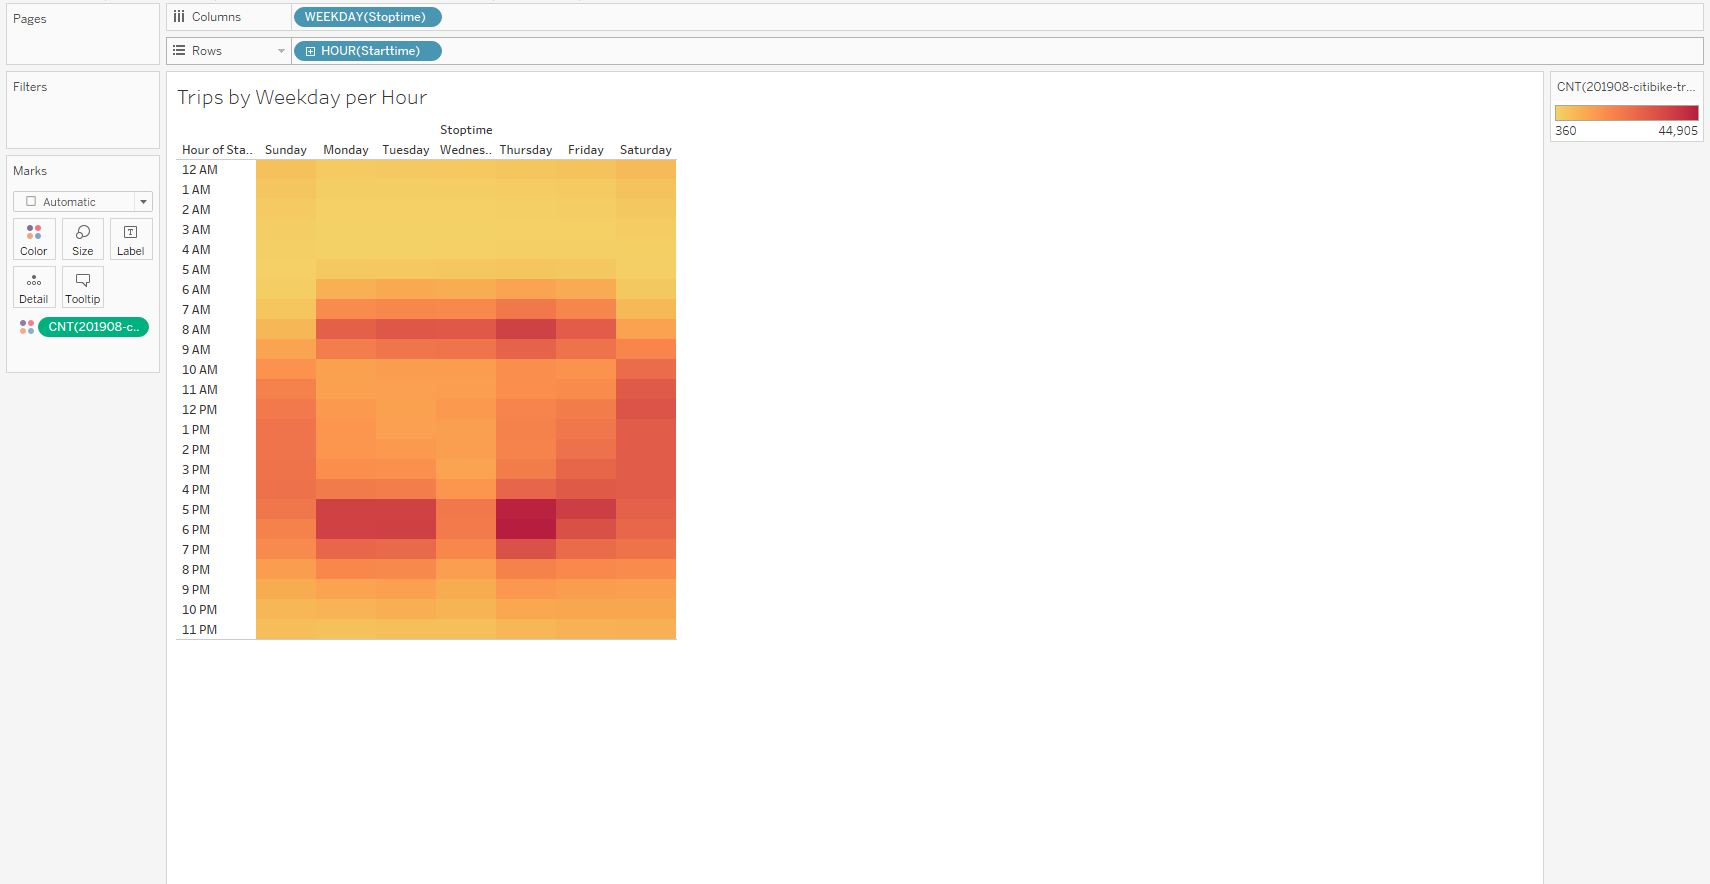 Pages
Columns
WEEKDAY(Stoptime)
Rows
HOUR(Starttime)
Filters
Marks
Automatic
Color
Size
Label
Detail
Tooltip
CNT(201908-c..
Trips by Weekday per Hour
Stoptime
Hour of Sta.. Sunday Monday Tuesday Wednes.. Thursday Friday Saturday
12 AM
1 AM
2 AM
3 AM
4 AM
5 AM
6 AM
7 AM
8 AM
9 AM
10 AM
11 AM
12 PM
1 PM
2 PM
3 PM
4 PM
5 PM
6 PM
7 PM
8 PM
9 PM
10 PM
11 PM
CNT(201908-citibike-tr...
360 44,905